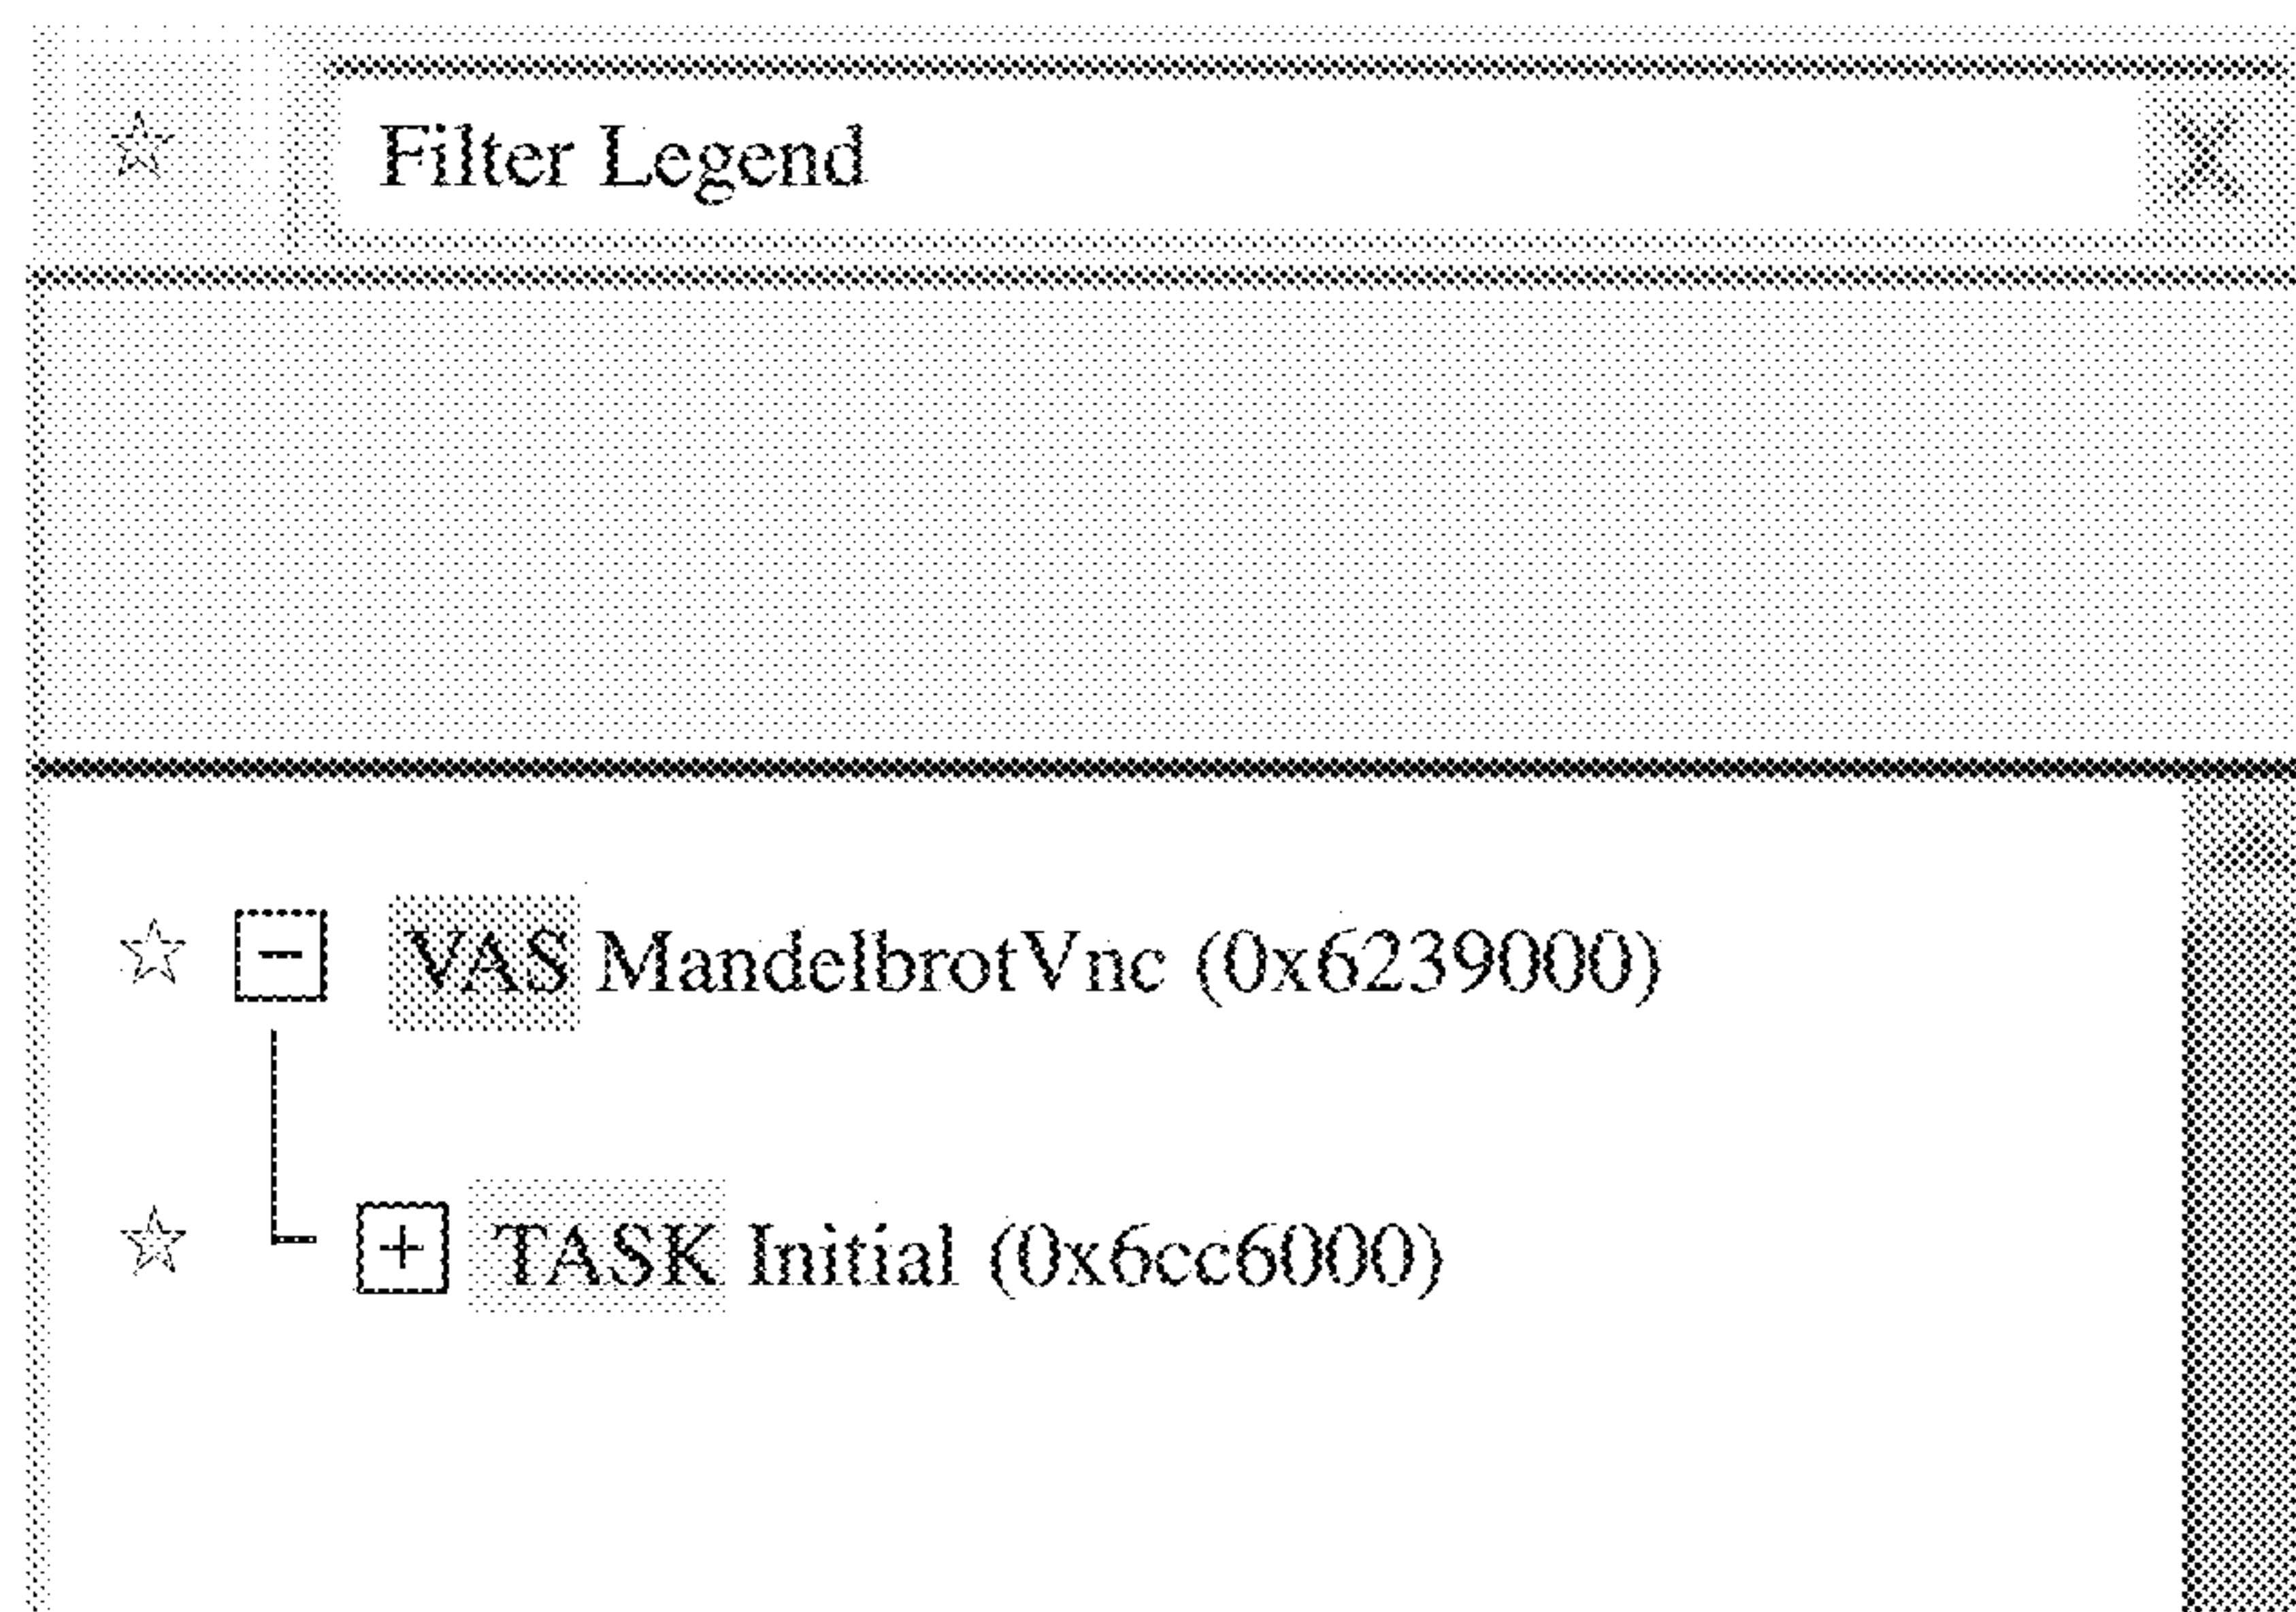 ☆ Filter Legend X
☆ − VAS MandelbrotVnc (0x6239000)
☆ + TASK Initial (0x6cc6000)